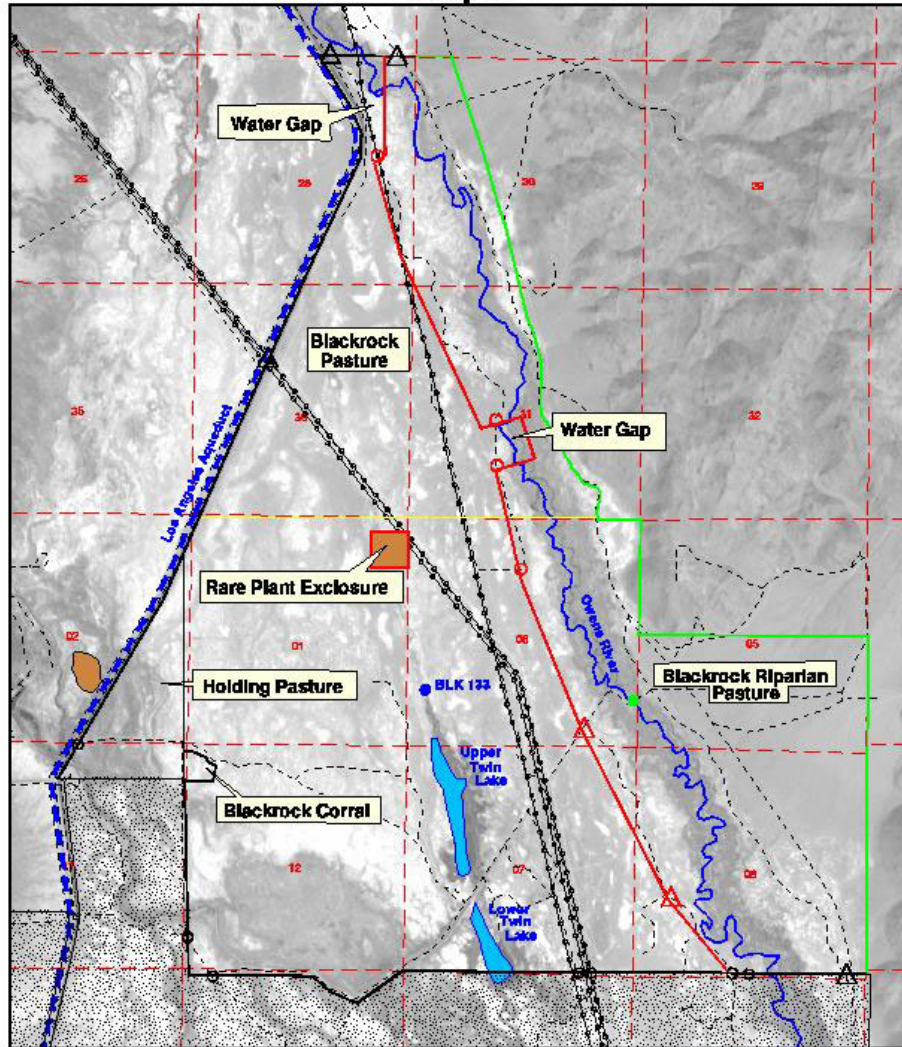 Water Gap
26
28
30
29
Blackrock
Pasture
35
36
31
32
Water Gap
Los Angeles Aqueduct
Rare Plant Exclosure
02
01
06
05
Owens River
Holding Pasture
BLK 133
Blackrock Riparian
Pasture
Upper
Twin
Lake
Blackrock Corral
12
07
08
Lower
Twin
Lake